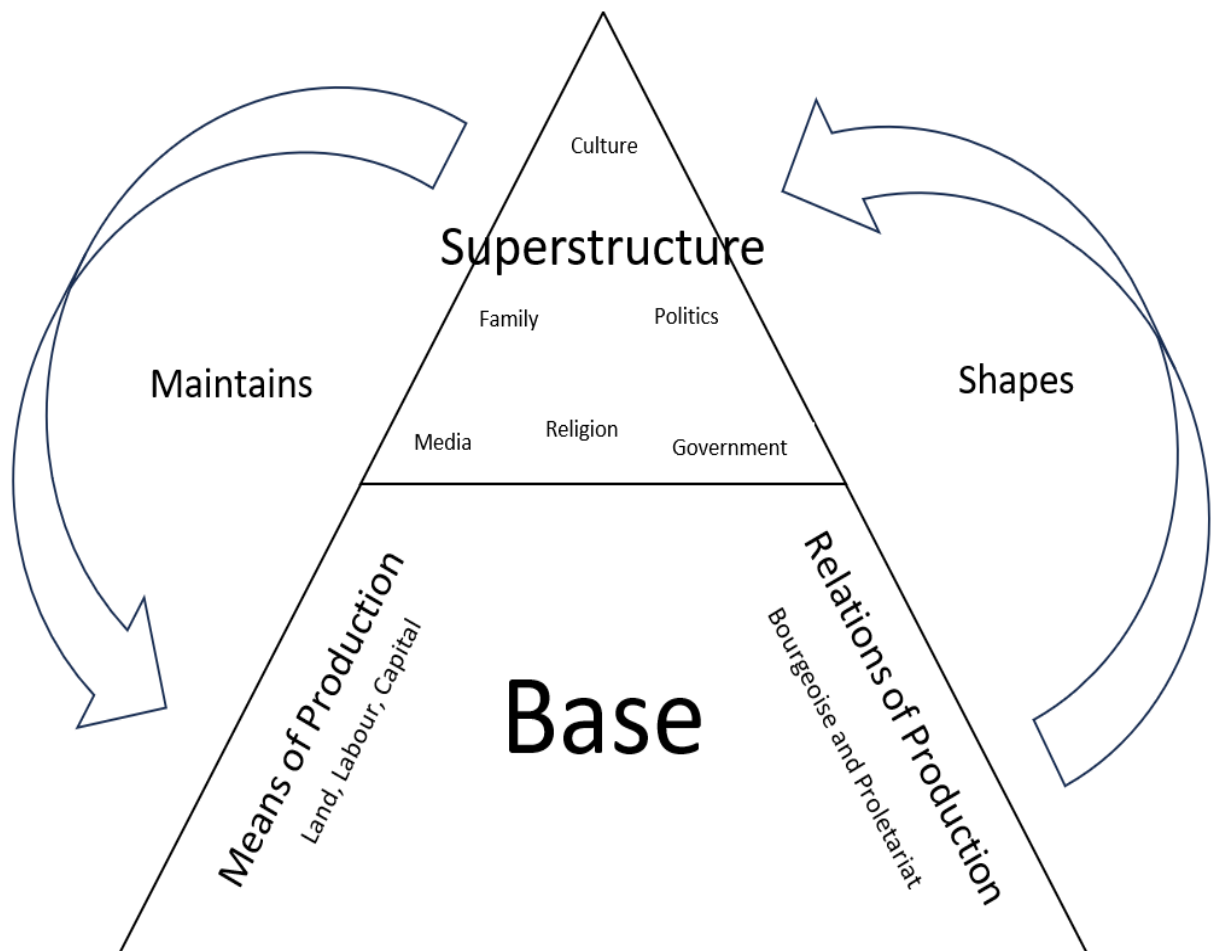 Culture
Superstructure
Family
Politics
Maintains
Shapes
Media
Religion
Government
Means of Production
Land, Labour, Capital
Base
Relations of Production
Bourgeoise and Proletariat